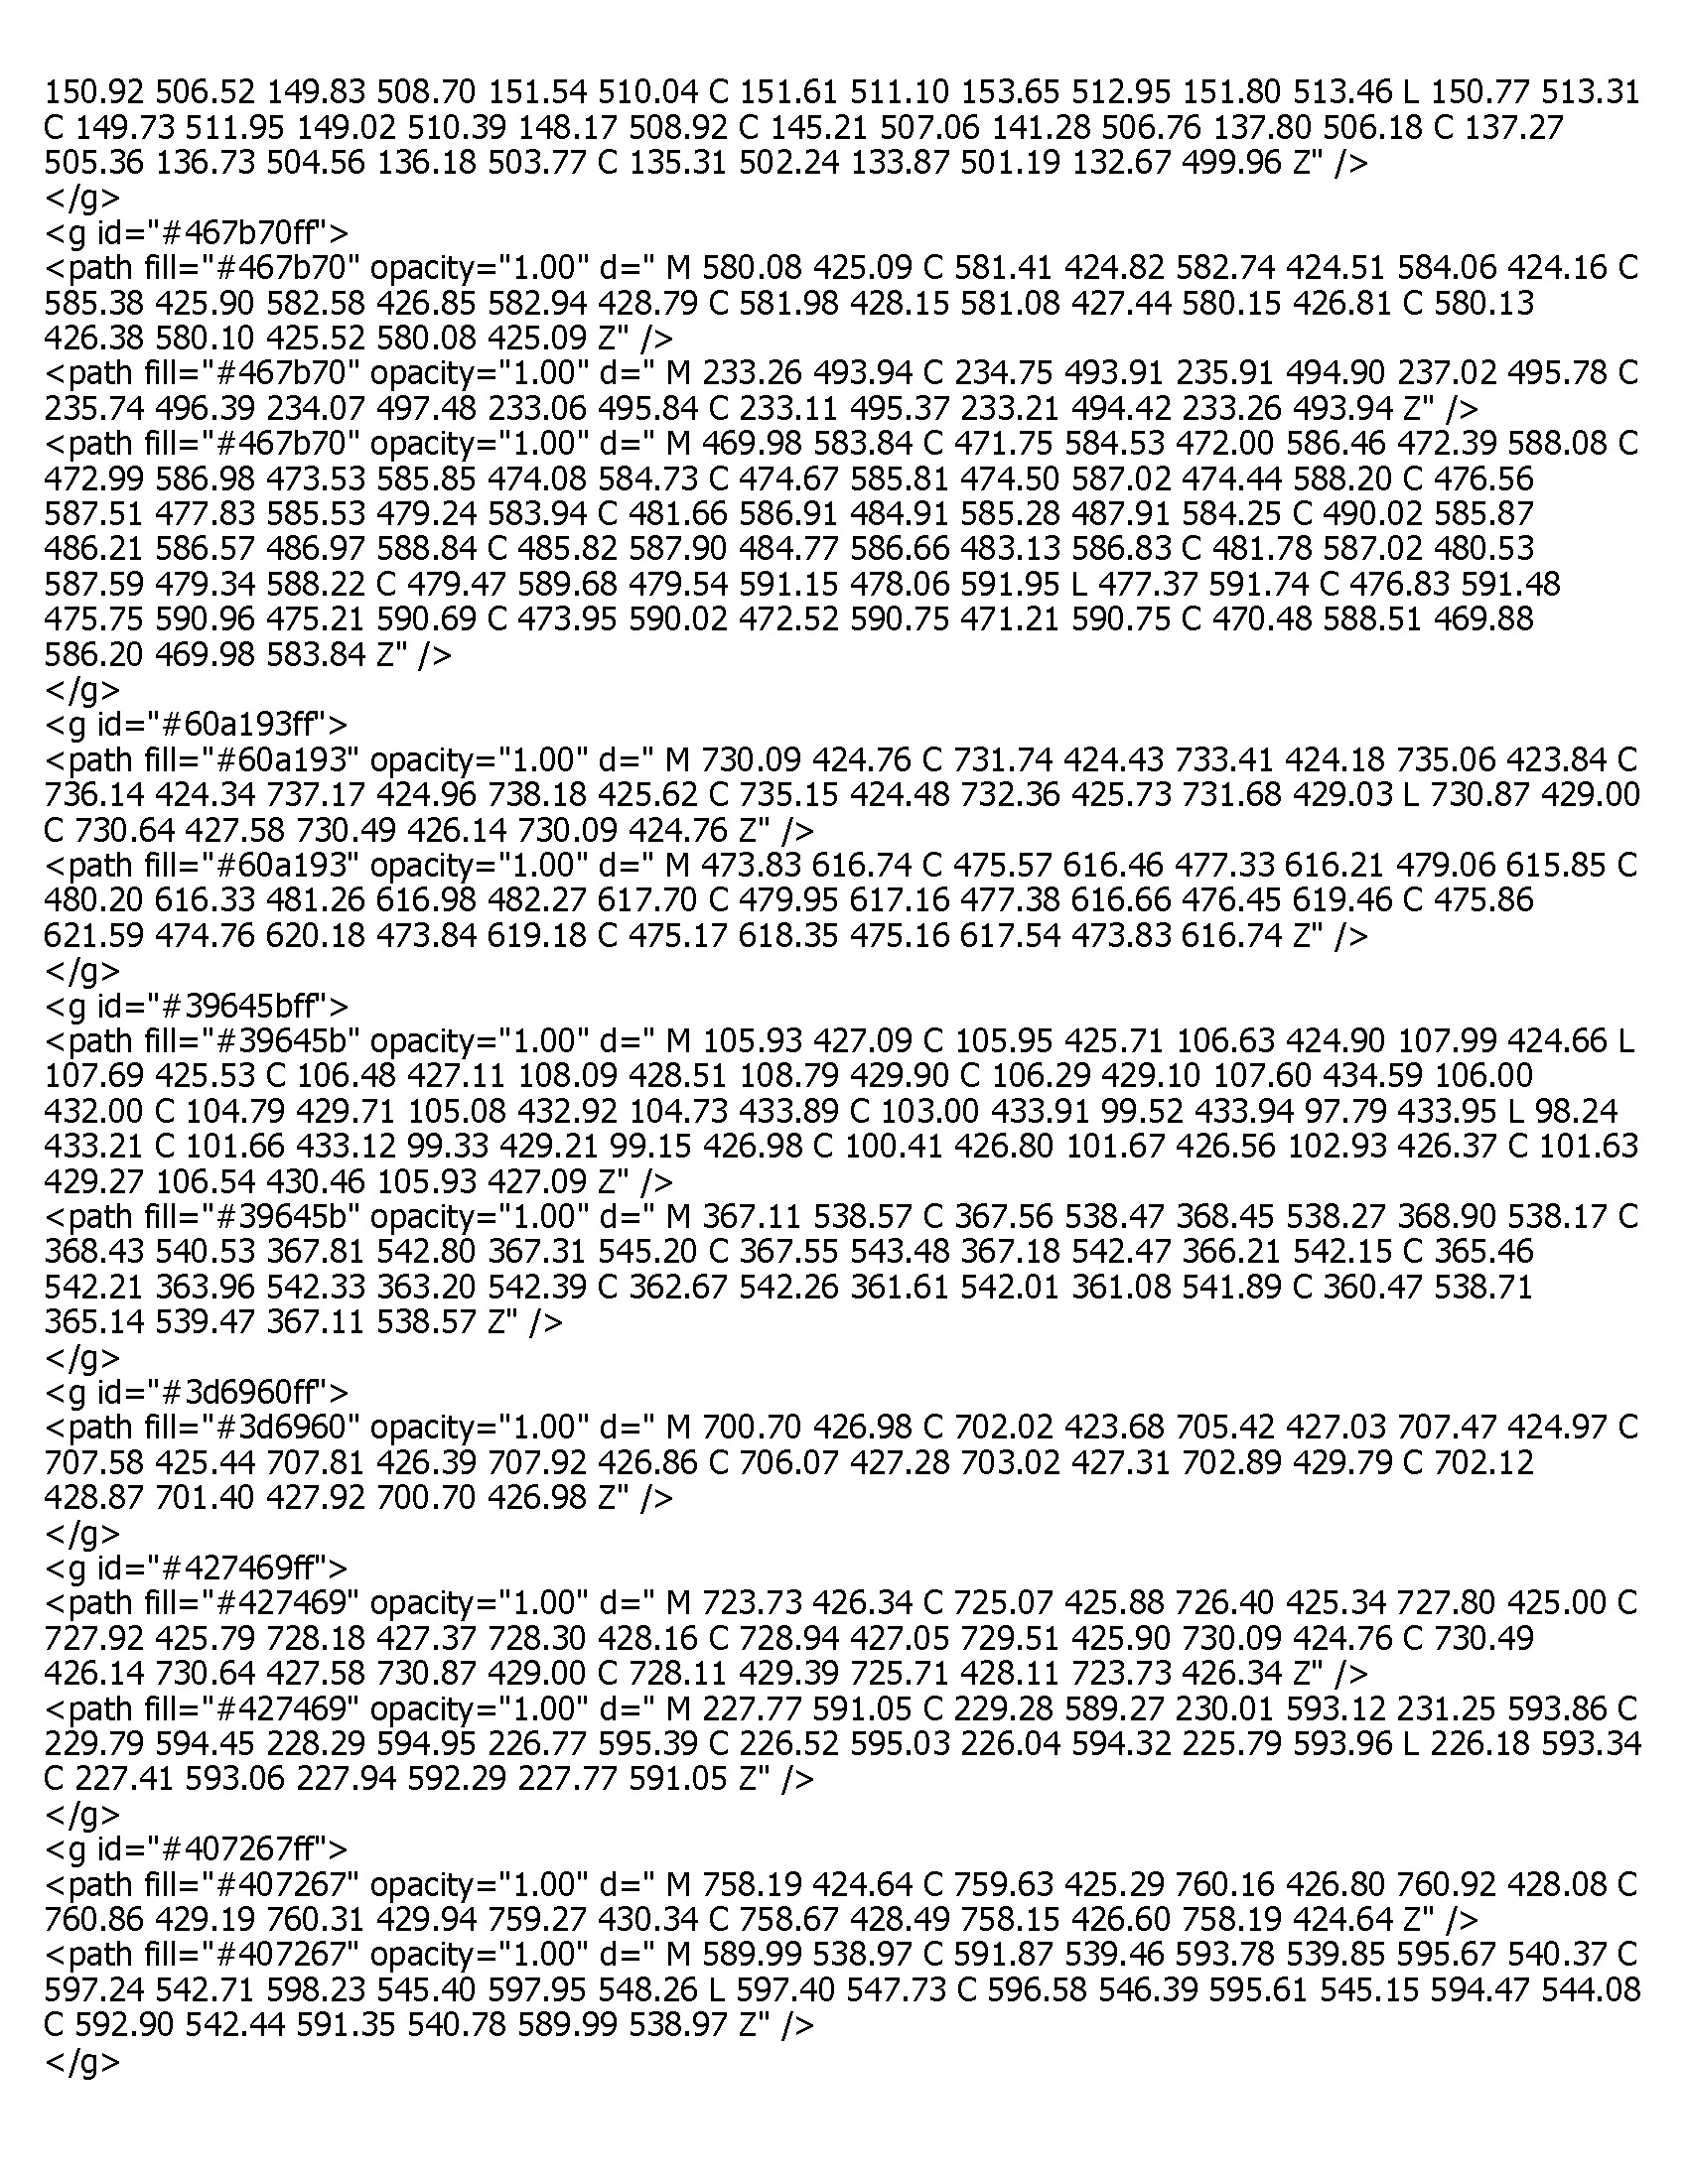 150.92 506.52 149.83 508.70 151.54 510.04 C 151.61 511.10 153.65 512.95 151.80 513.46 L 150.77 513.31
C 149.73 511.95 149.02 510.39 148.17 508.92 C 145.21 507.06 141.28 506.76 137.80 506.18 C 137.27
505.36 136.73 504.56 136.18 503.77 C 135.31 502.24 133.87 501.19 132.67 499.96 Z" />
</g>
<g id="#467b70ff">
<path fill="#467b70" opacity="1.00" d=" M 580.08 425.09 C 581.41 424.82 582.74 424.51 584.06 424.16 C
585.38 425.90 582.58 426.85 582.94 428.79 C 581.98 428.15 581.08 427.44 580.15 426.81 C 580.13
426.38 580.10 425.52 580.08 425.09 Z" />
<path fill="#467b70" opacity="1.00" d=" M 233.26 493.94 C 234.75 493.91 235.91 494.90 237.02 495.78 C
235.74 496.39 234.07 497.48 233.06 495.84 C 233.11 495.37 233.21 494.42 233.26 493.94 Z" />
<path fill="#467b70" opacity="1.00" d=" M 469.98 583.84 C 471.75 584.53 472.00 586.46 472.39 588.08 C
472.99 586.98 473.53 585.85 474.08 584.73 C 474.67 585.81 474.50 587.02 474.44 588.20 C 476.56
587.51 477.83 585.53 479.24 583.94 C 481.66 586.91 484.91 585.28 487.91 584.25 C 490.02 585.87
486.21 586.57 486.97 588.84 C 485.82 587.90 484.77 586.66 483.13 586.83 C 481.78 587.02 480.53
587.59 479.34 588.22 C 479.47 589.68 479.54 591.15 478.06 591.95 L 477.37 591.74 C 476.83 591.48
475.75 590.96 475.21 590.69 C 473.95 590.02 472.52 590.75 471.21 590.75 C 470.48 588.51 469.88
586.20 469.98 583.84 Z" />
</g>
<g id="#60a193ff">
<path fill="#60a193" opacity="1.00" d=" M 730.09 424.76 C 731.74 424.43 733.41 424.18 735.06 423.84 C
736.14 424.34 737.17 424.96 738.18 425.62 C 735.15 424.48 732.36 425.73 731.68 429.03 L 730.87 429.00
C 730.64 427.58 730.49 426.14 730.09 424.76 Z" />
<path fill="#60a193" opacity="1.00" d=" M 473.83 616.74 C 475.57 616.46 477.33 616.21 479.06 615.85 C
480.20 616.33 481.26 616.98 482.27 617.70 C 479.95 617.16 477.38 616.66 476.45 619.46 C 475.86
621.59 474.76 620.18 473.84 619.18 C 475.17 618.35 475.16 617.54 473.83 616.74 Z" />
</g>
<g id="#39645bff">
<path fill="#39645b" opacity="1.00" d=" M 105.93 427.09 C 105.95 425.71 106.63 424.90 107.99 424.66 L
107.69 425.53 C 106.48 427.11 108.09 428.51 108.79 429.90 C 106.29 429.10 107.60 434.59 106.00
432.00 C 104.79 429.71 105.08 432.92 104.73 433.89 C 103.00 433.91 99.52 433.94 97.79 433.95 L 98.24
433.21 C 101.66 433.12 99.33 429.21 99.15 426.98 C 100.41 426.80 101.67 426.56 102.93 426.37 C 101.63
429.27 106.54 430.46 105.93 427.09 Z" />
<path fill="#39645b" opacity="1.00" d=" M 367.11 538.57 C 367.56 538.47 368.45 538.27 368.90 538.17 C
368.43 540.53 367.81 542.80 367.31 545.20 C 367.55 543.48 367.18 542.47 366.21 542.15 C 365.46
542.21 363.96 542.33 363.20 542.39 C 362.67 542.26 361.61 542.01 361.08 541.89 C 360.47 538.71
365.14 539.47 367.11 538.57 Z" />
</g>
<g id="#3d6960ff">
<path fill="#3d6960" opacity="1.00" d=" M 700.70 426.98 C 702.02 423.68 705.42 427.03 707.47 424.97 C
707.58 425.44 707.81 426.39 707.92 426.86 C 706.07 427.28 703.02 427.31 702.89 429.79 C 702.12
428.87 701.40 427.92 700.70 426.98 Z" />
</g>
<g id="#427469ff">
<path fill="#427469" opacity="1.00" d=" M 723.73 426.34 C 725.07 425.88 726.40 425.34 727.80 425.00 C
727.92 425.79 728.18 427.37 728.30 428.16 C 728.94 427.05 729.51 425.90 730.09 424.76 C 730.49
426.14 730.64 427.58 730.87 429.00 C 728.11 429.39 725.71 428.11 723.73 426.34 Z" />
<path fill="#427469" opacity="1.00" d=" M 227.77 591.05 C 229.28 589.27 230.01 593.12 231.25 593.86 C
229.79 594.45 228.29 594.95 226.77 595.39 C 226.52 595.03 226.04 594.32 225.79 593.96 L 226.18 593.34
C 227.41 593.06 227.94 592.29 227.77 591.05 Z" />
</g>
<g id="#407267ff">
<path fill="#407267" opacity="1.00" d=" M 758.19 424.64 C 759.63 425.29 760.16 426.80 760.92 428.08 C
760.86 429.19 760.31 429.94 759.27 430.34 C 758.67 428.49 758.15 426.60 758.19 424.64 Z" />
<path fill="#407267" opacity="1.00" d=" M 589.99 538.97 C 591.87 539.46 593.78 539.85 595.67 540.37 C
597.24 542.71 598.23 545.40 597.95 548.26 L 597.40 547.73 C 596.58 546.39 595.61 545.15 594.47 544.08
C 592.90 542.44 591.35 540.78 589.99 538.97 Z" />
</g>